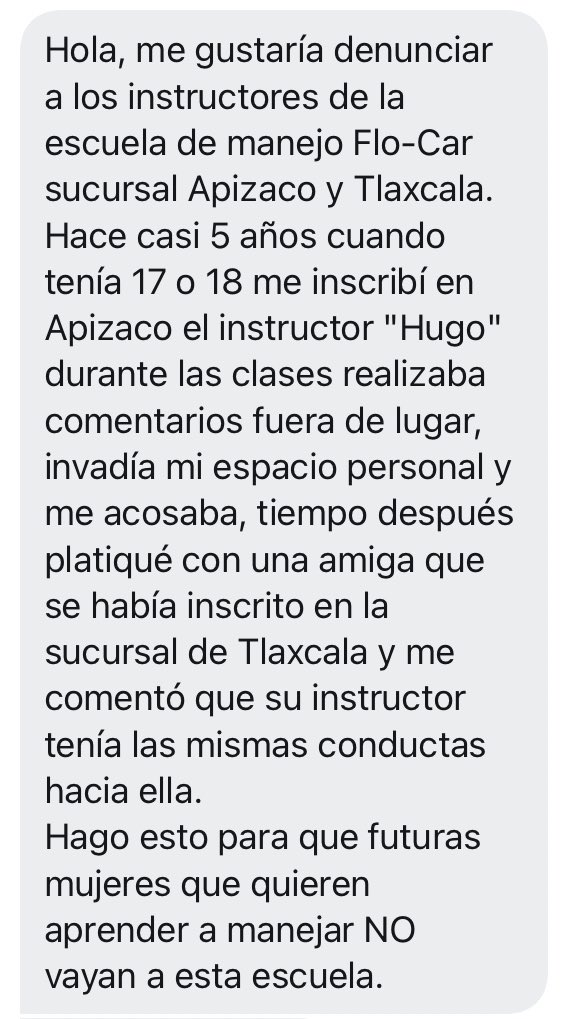 Hola, me gustaría denunciar
a los instructores de la
escuela de manejo Flo-Car
sucursal Apizaco y Tlaxcala.
Hace casi 5 años cuando
tenía 17 o 18 me inscribí en
Apizaco el instructor "Hugo"
durante las clases realizaba
comentarios fuera de lugar,
invadía mi espacio personal y
me acosaba, tiempo después
platiqué con una amiga que
se había inscrito en la
sucursal de Tlaxcala y me
comentó que su instructor
tenía las mismas conductas
hacia ella.
Hago esto para que futuras
mujeres que quieren
aprender a manejar NO
vayan a esta escuela.